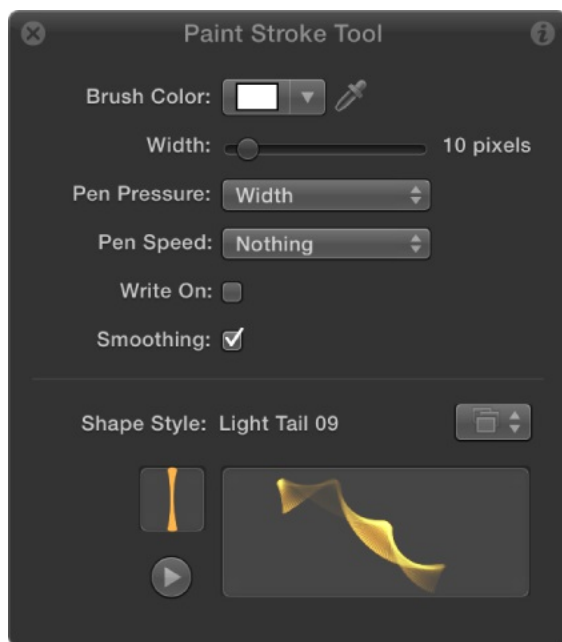 Paint Stroke Tool
Brush Color:
Width: 10 pixels
Pen Pressure: Width
Pen Speed: Nothing
Write On:
Smoothing:
Shape Style: Light Tail 09